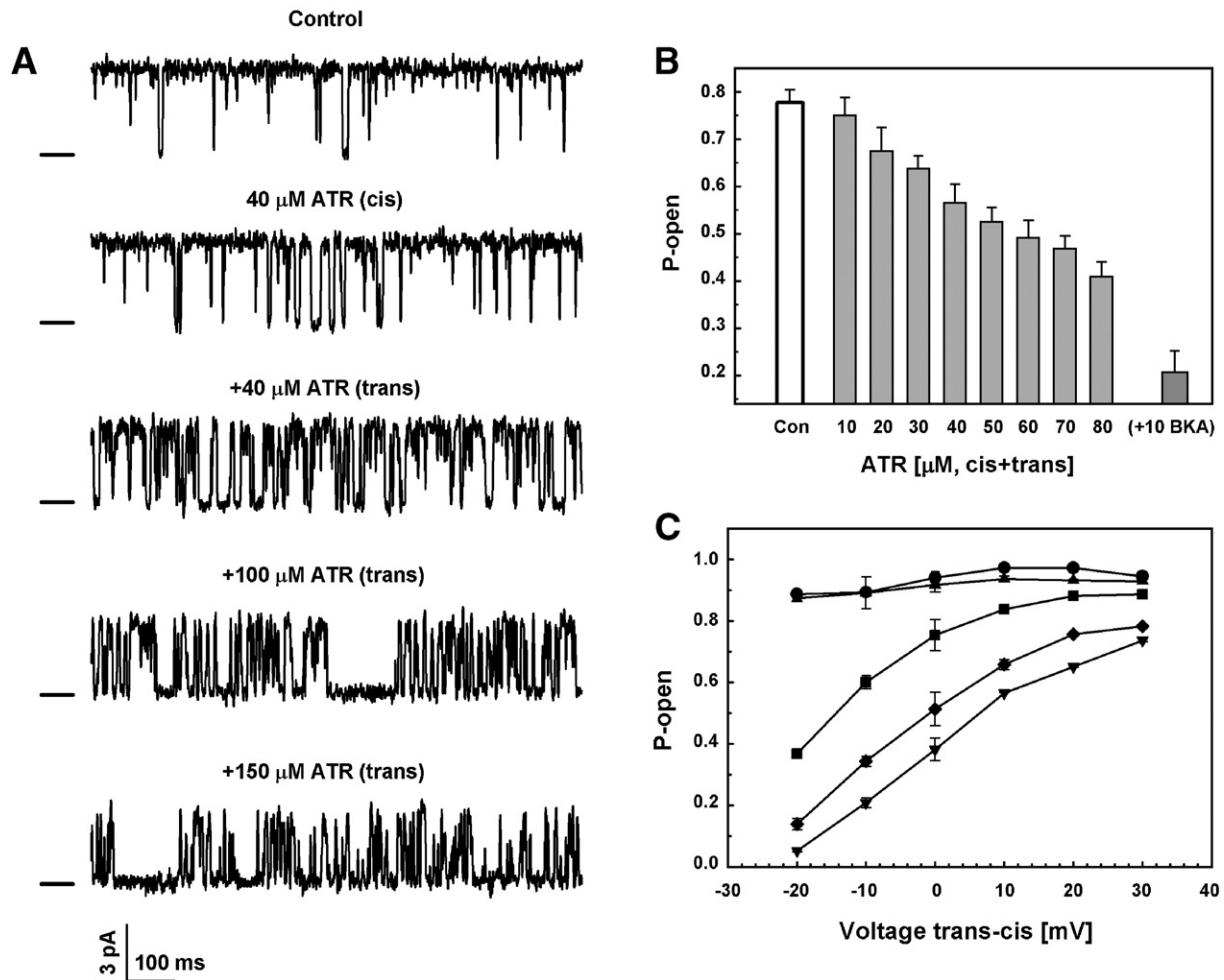 A
Control
40 μM ATR (cis)
+40 μM ATR (trans)
+100 μM ATR (trans)
+150 μM ATR (trans)
3 pA
100 ms
B
P-open
0.8
0.7
0.6
0.5
0.4
0.3
0.2
Con 10 20 30 40 50 60 70 80 (+10 BKA)
ATR [μM, cis+trans]
C
P-open
1.0
0.8
0.6
0.4
0.2
0.0
-30 -20 -10 0 10 20 30 40
Voltage trans-cis [mV]